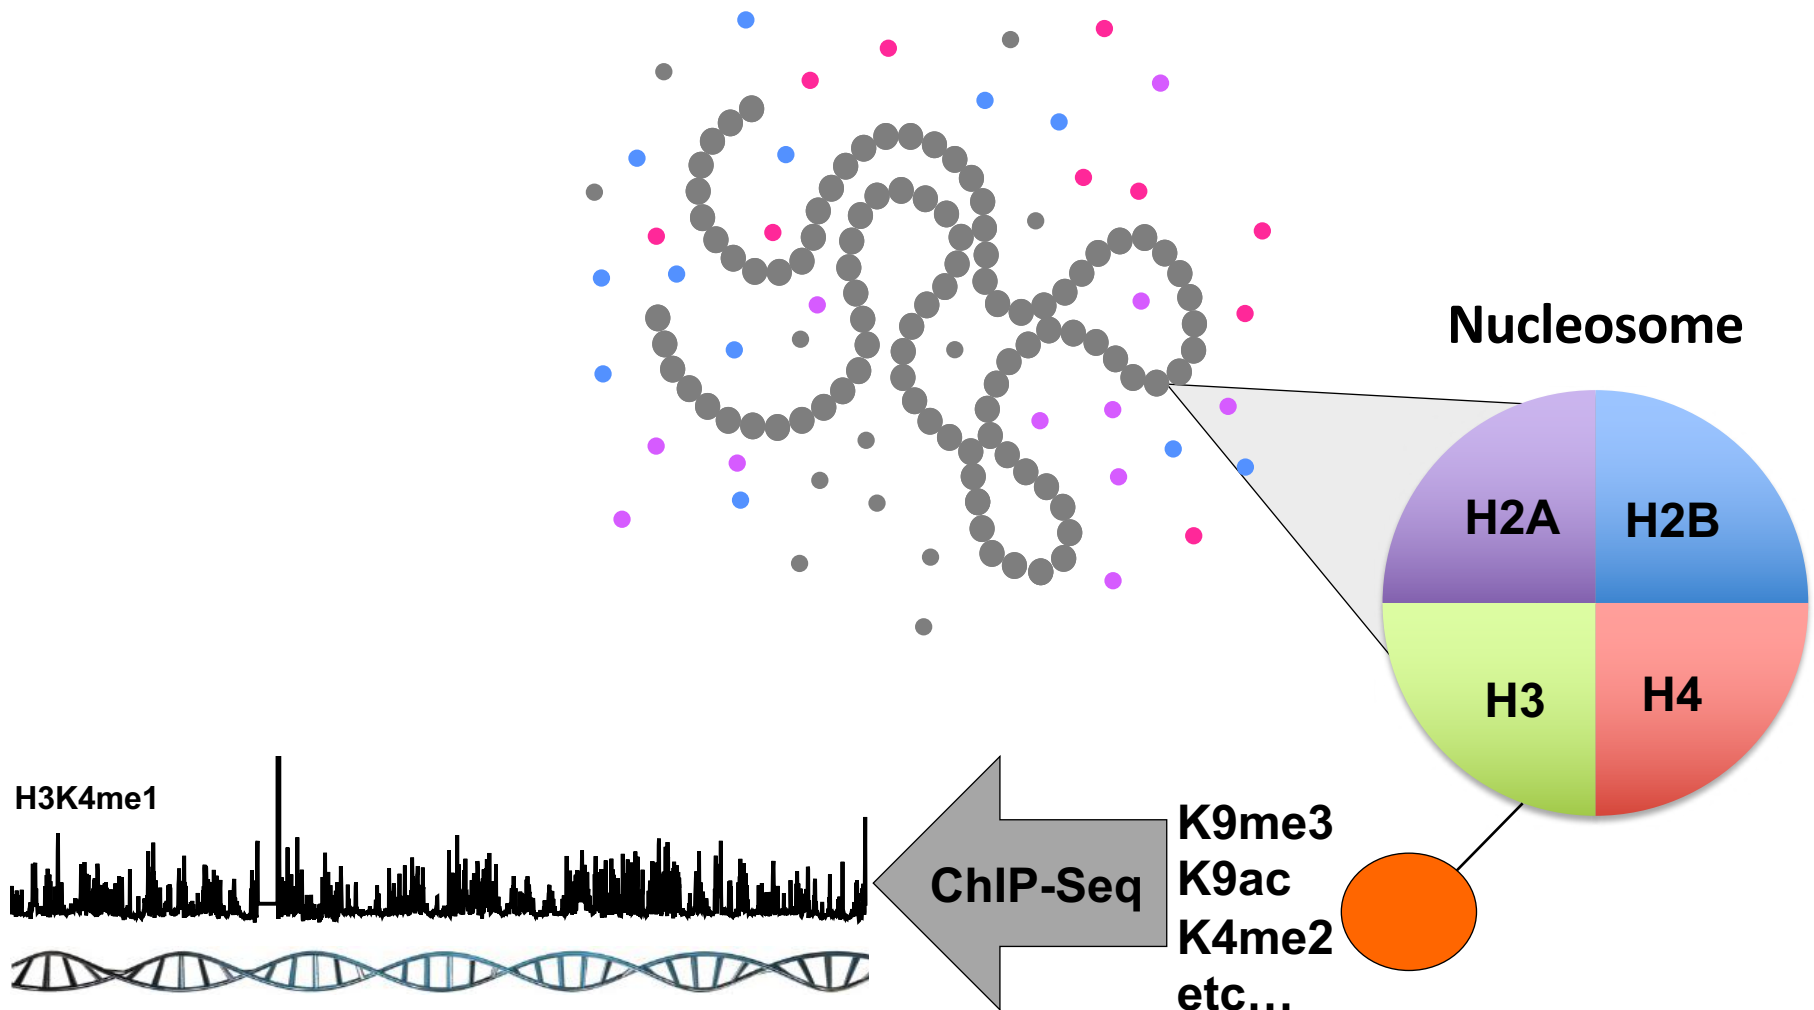 Nucleosome
H2A
H2B
H3
H4
H3K4me1
ChIP-Seq
K9me3
K9ac
K4me2
etc…